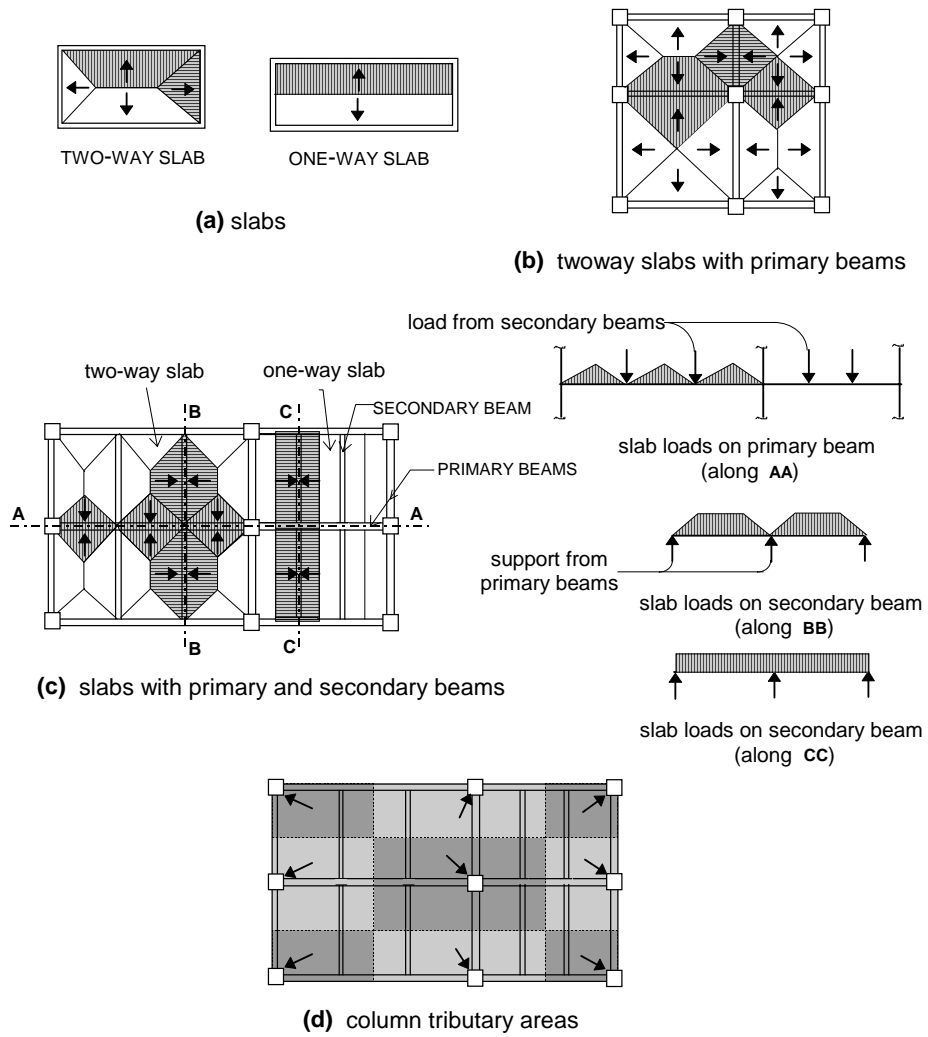 TWO-WAY SLAB
ONE-WAY SLAB
(a) slabs
(b) twoway slabs with primary beams
load from secondary beams
two-way slab
one-way slab
B
C
SECONDARY BEAM
PRIMARY BEAMS
A
A
B
C
slab loads on primary beam
(along AA)
support from
primary beams
slab loads on secondary beam
(along BB)
(c) slabs with primary and secondary beams
slab loads on secondary beam
(along CC)
(d) column tributary areas